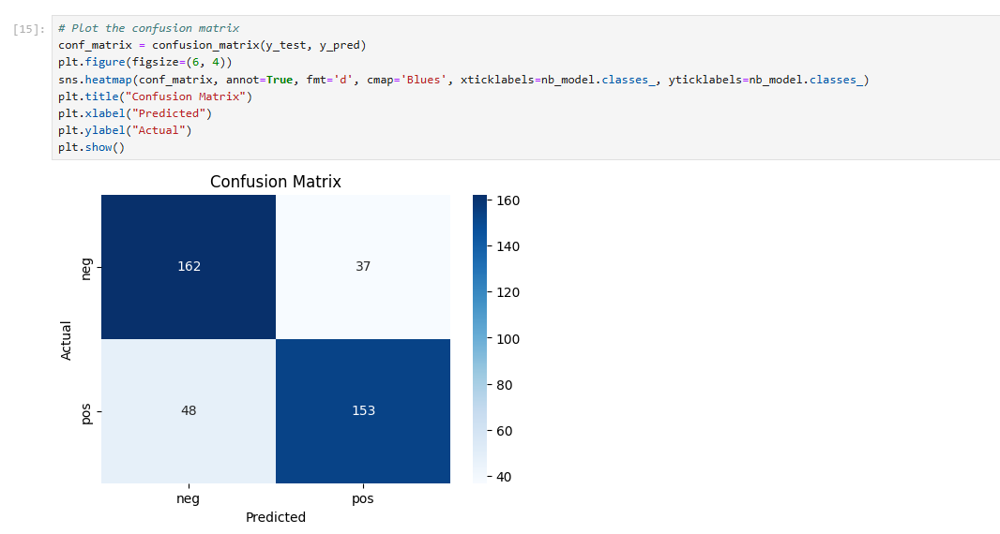 [15]:
# Plot the confusion matrix
conf_matrix = confusion_matrix(y_test, y_pred)
plt.figure(figsize=(6, 4))
sns.heatmap(conf_matrix, annot=True, fmt='d', cmap='Blues', xticklabels=nb_model.classes_, yticklabels=nb_model.classes_)
plt.title("Confusion Matrix")
plt.xlabel("Predicted")
plt.ylabel("Actual")
plt.show()
Confusion Matrix
neg
162
37
pos
48
153
Actual
neg
pos
Predicted
160
140
120
100
80
60
40